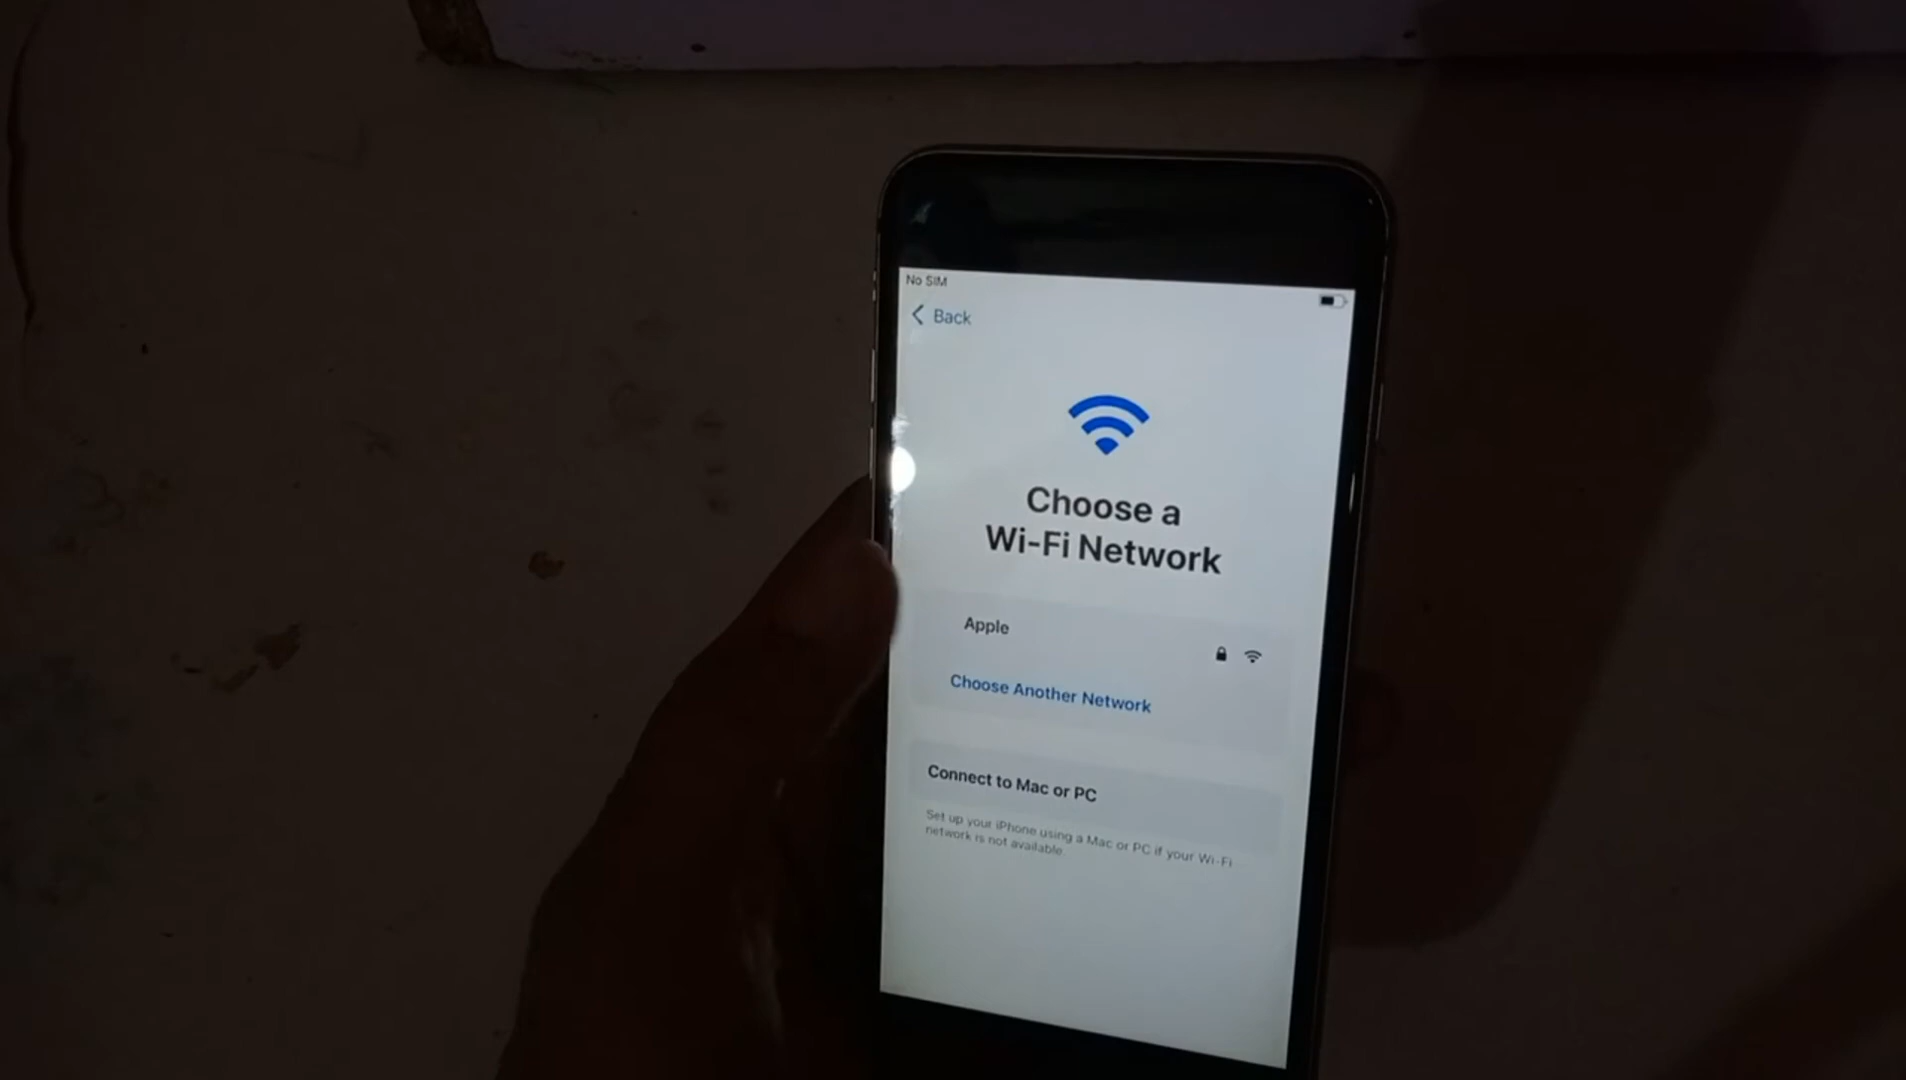 No SIM
Back
Choose a
Wi-Fi Network
Apple
Choose Another Network
Connect to Mac or PC
Set up your iPhone using a Mac or PC if your Wi-Fi
network is not available.